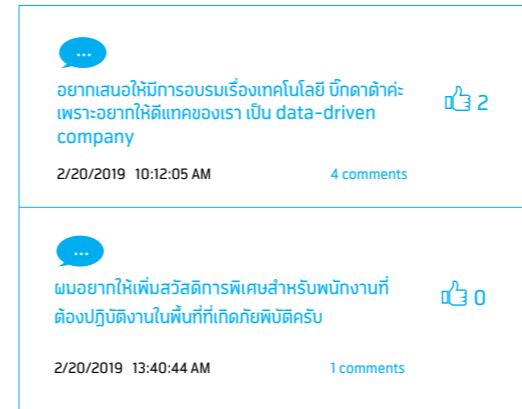 ...
อยากเสนอให้มีการอบรมเรื่องเทคโนโลยี บิ๊กดาต้าค่ะ
เพราะอยากให้ดีแทคของเรา เป็น data-driven
company
2
2/20/2019 10:12:05 AM
4 comments
...
ผมอยากให้เพิ่มสวัสดิการพิเศษสำหรับพนักงานที่
ต้องปฏิบัติงานในพื้นที่ที่เกิดภัยพิบัติครับ
0
2/20/2019 13:40:44 AM
1 comments